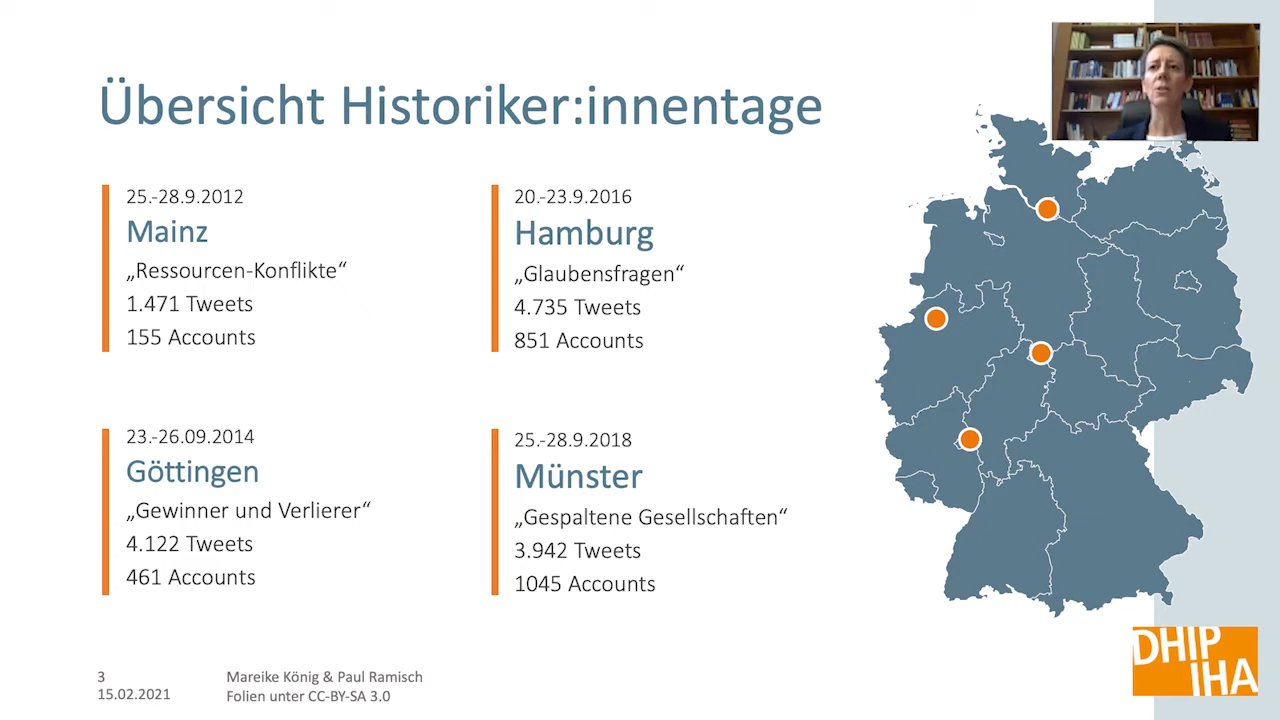 Übersicht Historiker:innentage
25.-28.9.2012
Mainz
„Ressourcen-Konflikte“
1.471 Tweets
155 Accounts
20.-23.9.2016
Hamburg
„Glaubensfragen“
4.735 Tweets
851 Accounts
23.-26.09.2014
Göttingen
„Gewinner und Verlierer“
4.122 Tweets
461 Accounts
25.-28.9.2018
Münster
„Gespaltene Gesellschaften“
3.942 Tweets
1045 Accounts
3
15.02.2021
Mareike König & Paul Ramisch
Folien unter CC-BY-SA 3.0
DHIP
IHA